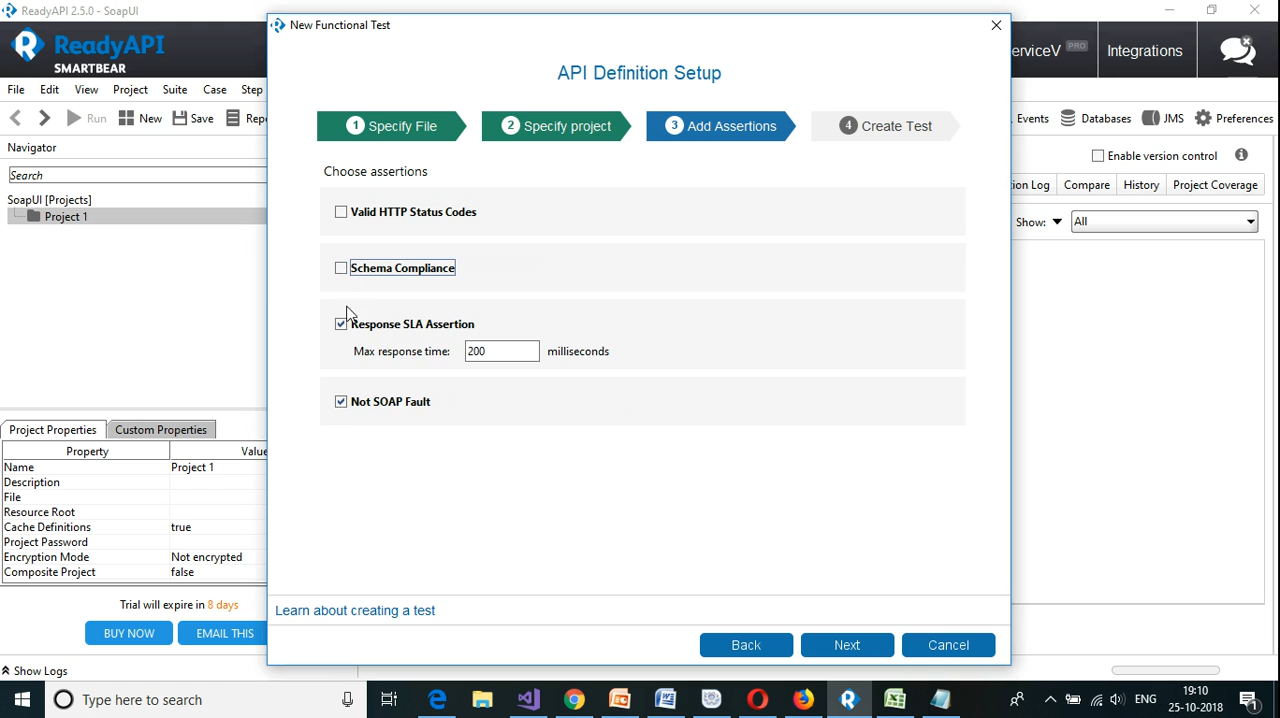 ReadyAPI 2.5.0 - SoapUI
ReadyAPI
SMARTBEAR
erviceV PRO
Integrations
File Edit View Project Suite Case Step
Run New Save Repo
Events Databases JMS Preferences
Navigator
Search
SoapUI [Projects]
Project 1
Enable version control
ion Log Compare History Project Coverage
Show: All
New Functional Test
API Definition Setup
1 Specify File
2 Specify project
3 Add Assertions
4 Create Test
Choose assertions
Valid HTTP Status Codes
Schema Compliance
Response SLA Assertion
Max response time: 200 milliseconds
Not SOAP Fault
Learn about creating a test
Back Next Cancel
Project Properties Custom Properties
Property Value
Name Project 1
Description
File
Resource Root
Cache Definitions true
Project Password
Encryption Mode Not encrypted
Composite Project false
Trial will expire in 8 days
BUY NOW EMAIL THIS
Show Logs
Type here to search
ENG
19:10
25-10-2018
1